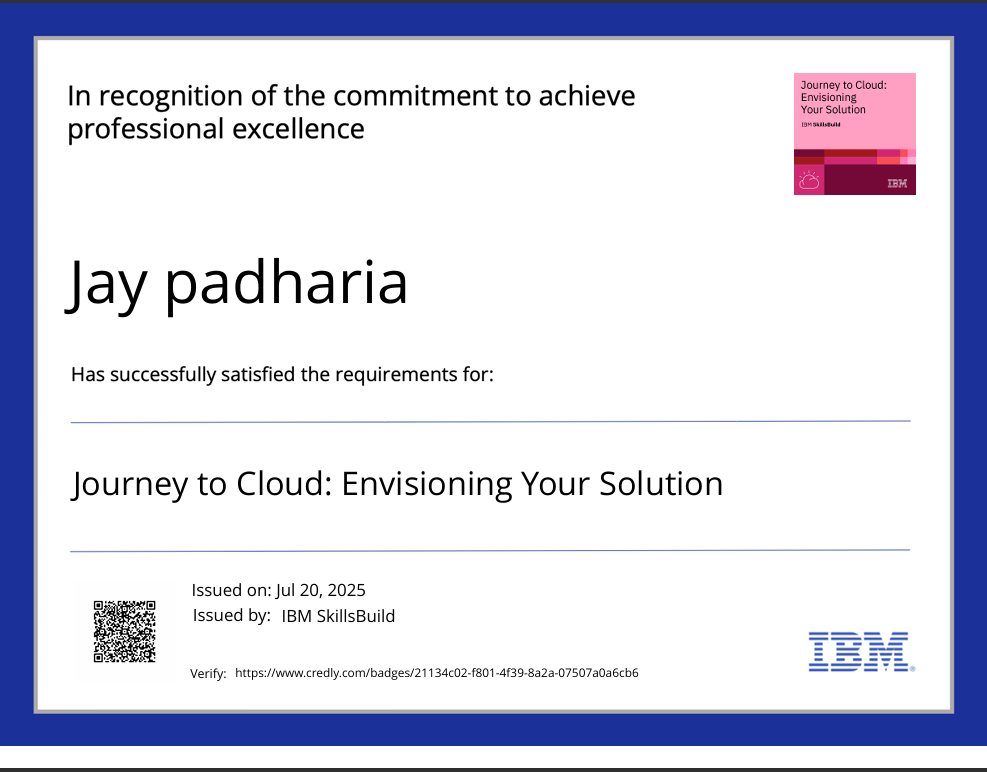 In recognition of the commitment to achieve
professional excellence
Journey to Cloud:
Envisioning
Your Solution
IBM SkillsBuild
IBM
Jay padharia
Has successfully satisfied the requirements for:
Journey to Cloud: Envisioning Your Solution
Issued on: Jul 20, 2025
Issued by: IBM SkillsBuild
IBM®
Verify: https://www.credly.com/badges/21134c02-f801-4f39-8a2a-07507a0a6cb6